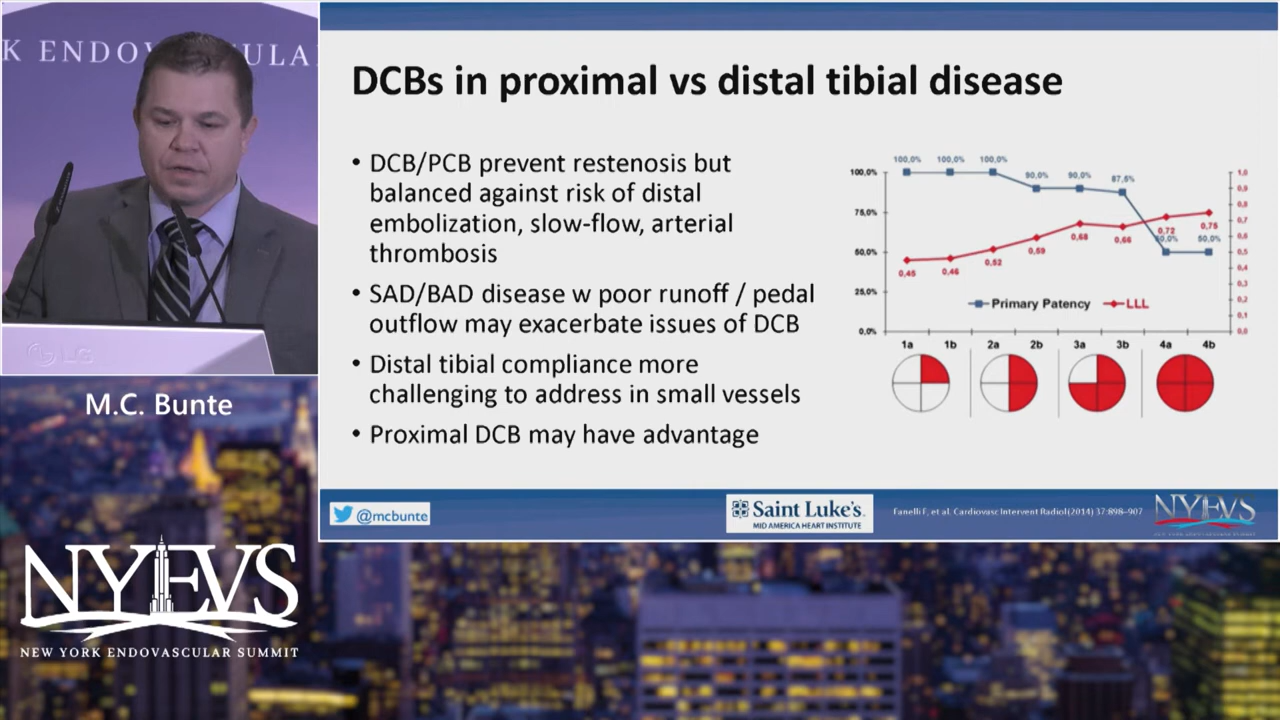 K ENDOVASCULAR
LG
M.C. Bunte
NYEVS
NEW YORK ENDOVASCULAR SUMMIT
DCBs in proximal vs distal tibial disease
• DCB/PCB prevent restenosis but
balanced against risk of distal
embolization, slow-flow, arterial
thrombosis
• SAD/BAD disease w poor runoff / pedal
outflow may exacerbate issues of DCB
• Distal tibial compliance more
challenging to address in small vessels
• Proximal DCB may have advantage
100,0% 100,0% 100,0% 90,0% 90,0% 87,5% 50,0%
100,0%
75,0%
50,0%
25,0%
0,0%
0,45 0,46 0,52 0,59 0,68 0,66 0,72 0,75
1,0
0,9
0,8
0,7
0,6
0,5
0,4
0,3
0,2
0,1
0,0
Primary Patency LLL
1a 1b 2a 2b 3a 3b 4a 4b
@mcbunte
Saint Luke's
MID AMERICA HEART INSTITUTE
Fanelli F, et al. Cardiovasc Intervent Radiol (2014) 37:898–907
NYEVS